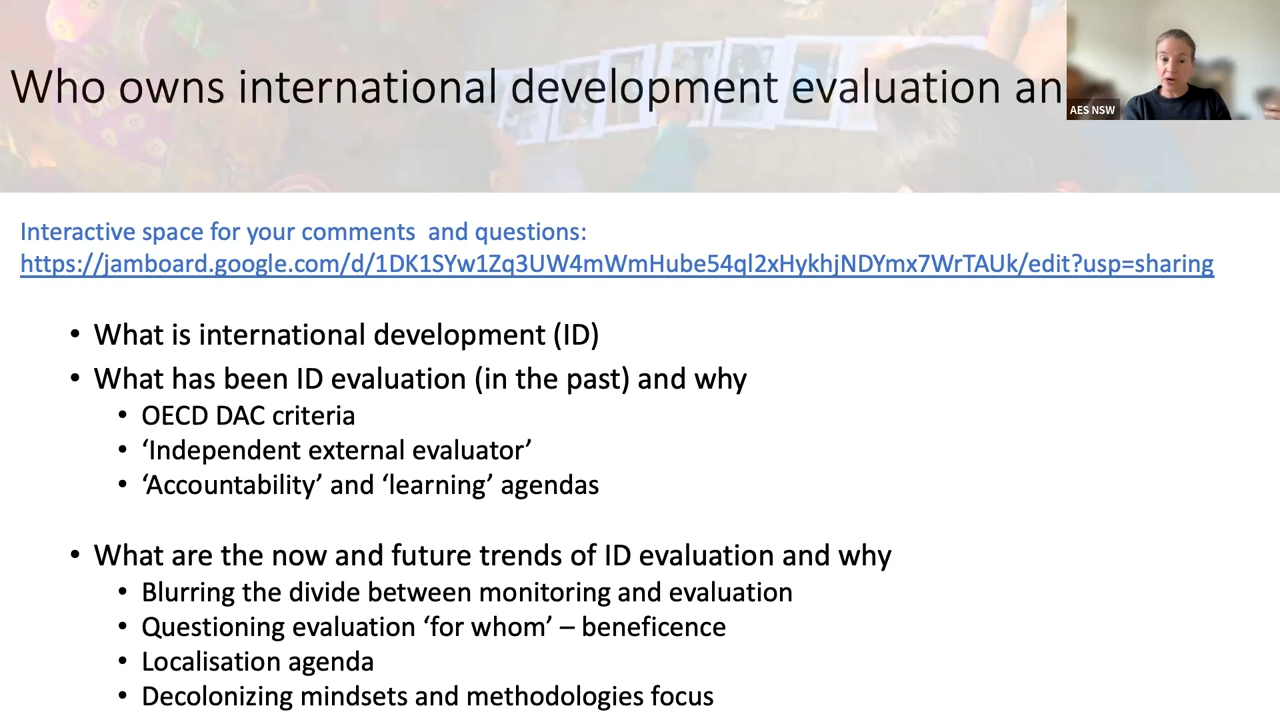 Who owns international development evaluation an
AES NSW
Interactive space for your comments  and questions:
https://jamboard.google.com/d/1DK1SYw1Zq3UW4mWmHube54ql2xHykhjNDYmx7WrTAUk/edit?usp=sharing
• What is international development (ID)
• What has been ID evaluation (in the past) and why
• OECD DAC criteria
• ‘Independent external evaluator’
• ‘Accountability’ and ‘learning’ agendas
• What are the now and future trends of ID evaluation and why
• Blurring the divide between monitoring and evaluation
• Questioning evaluation ‘for whom’ – beneficence
• Localisation agenda
• Decolonizing mindsets and methodologies focus